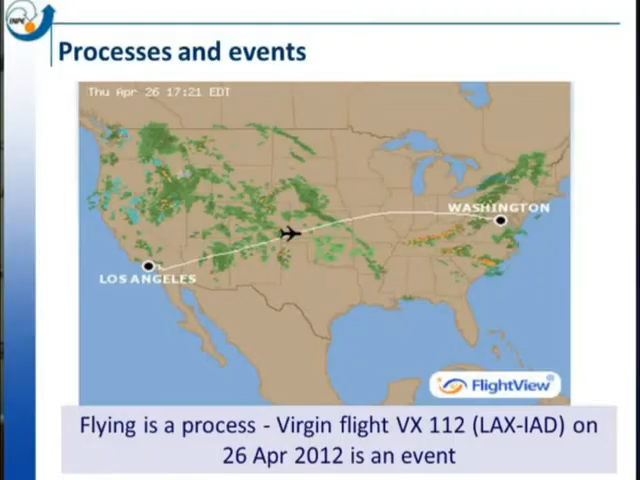 INPE
Processes and events
Thu Apr 26 17:21 EDT
WASHINGTON
LOS ANGELES
FlightView®
Flying is a process - Virgin flight VX 112 (LAX-IAD) on
26 Apr 2012 is an event